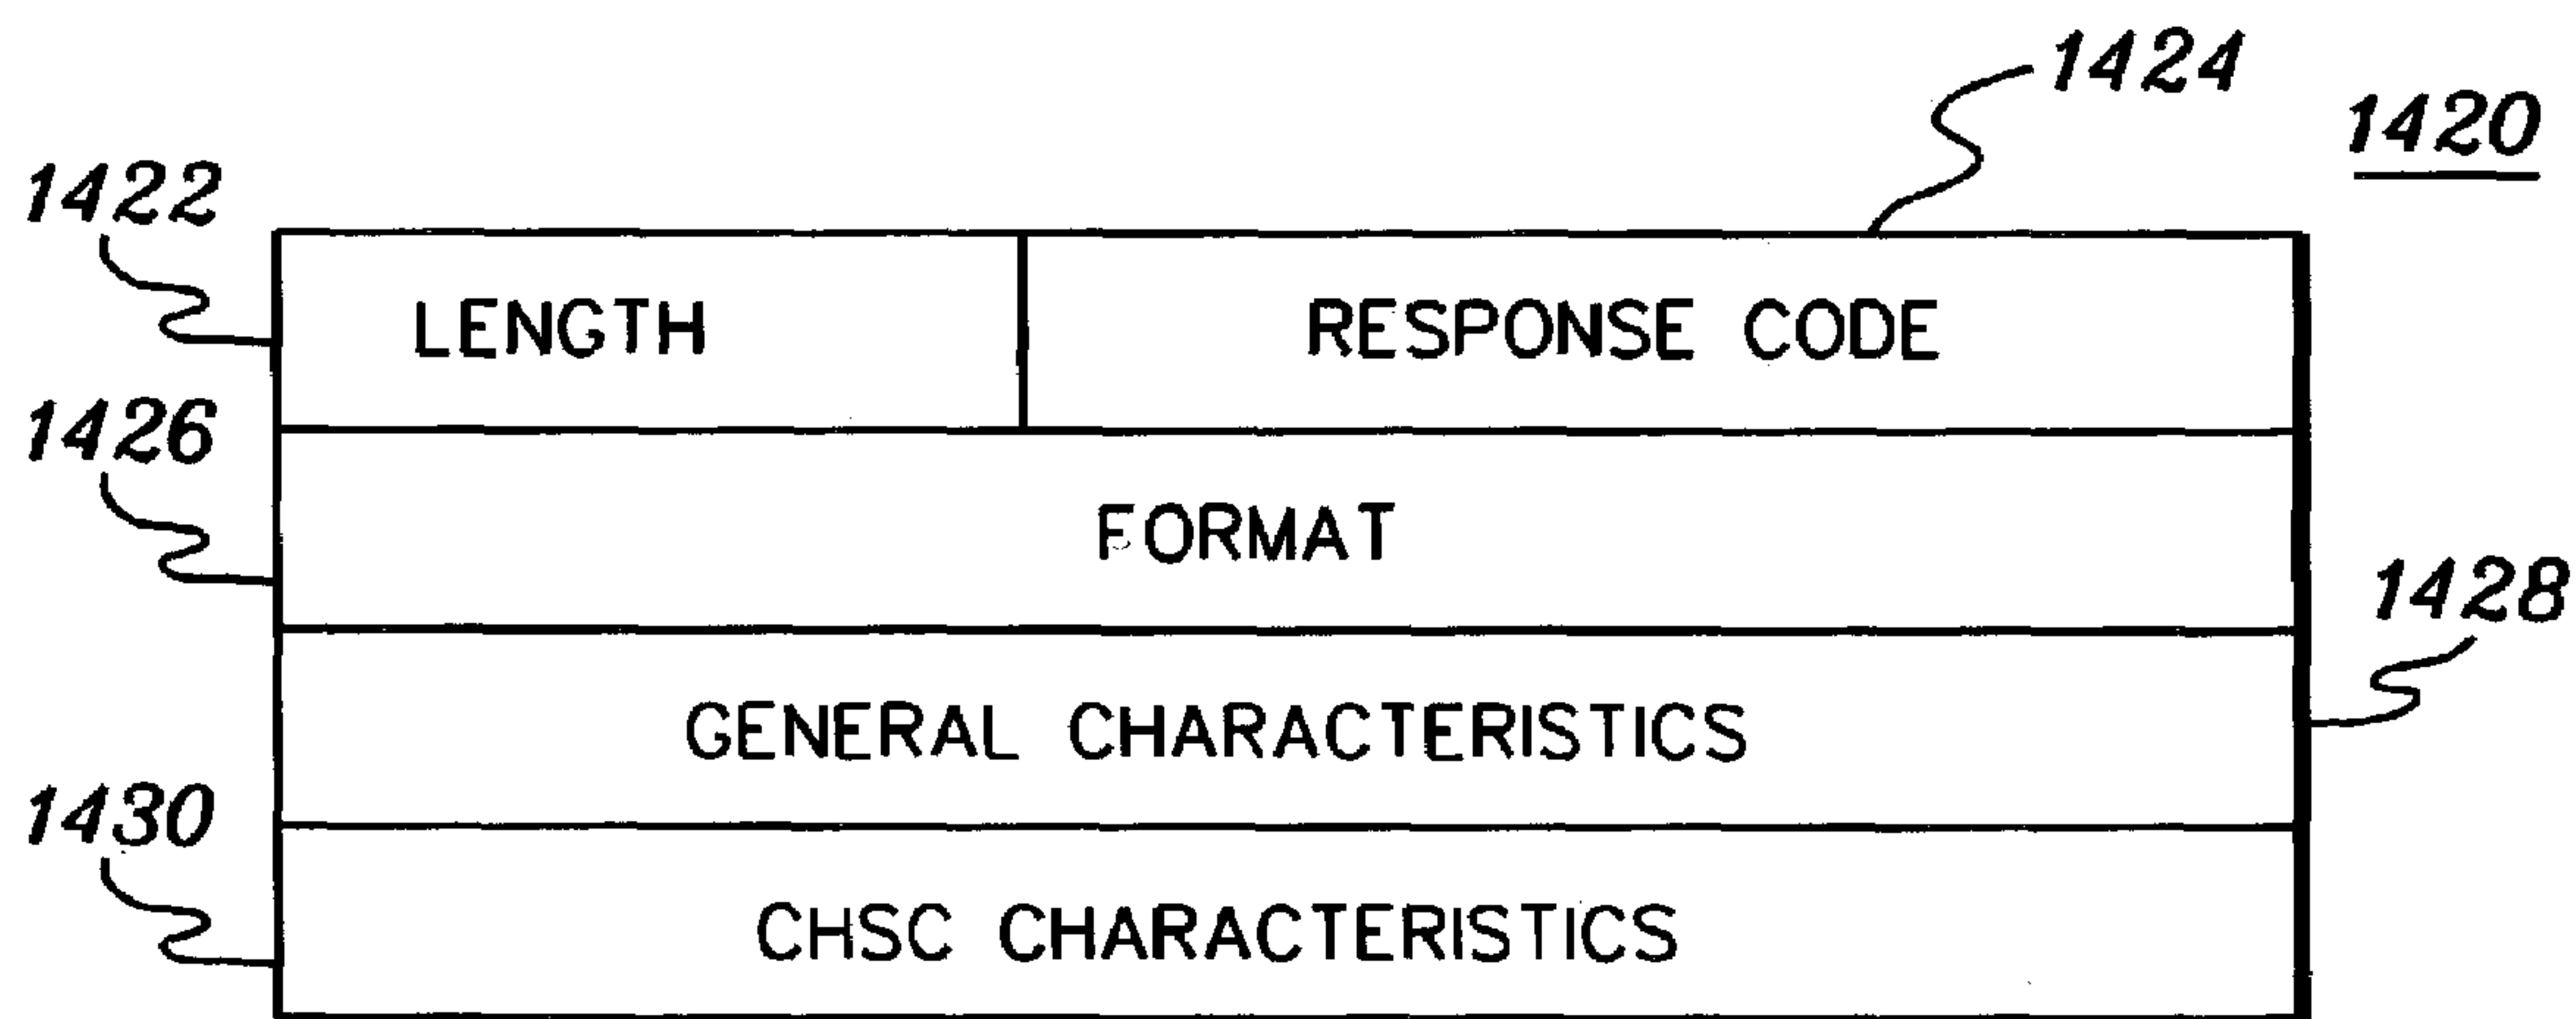 1424
1420
1422
LENGTH RESPONSE CODE
1426
FORMAT
1428
GENERAL CHARACTERISTICS
1430
CHSC CHARACTERISTICS